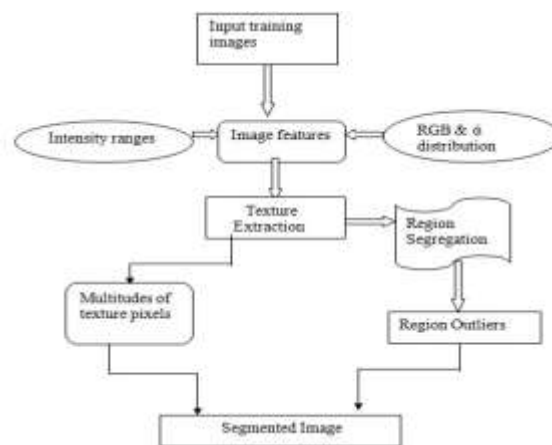 Input training
images
Intensity ranges
Image features
RGB & α
distribution
Texture
Extraction
Region
Segregation
Multitudes of
texture pixels
Region Outliers
Segmented Image